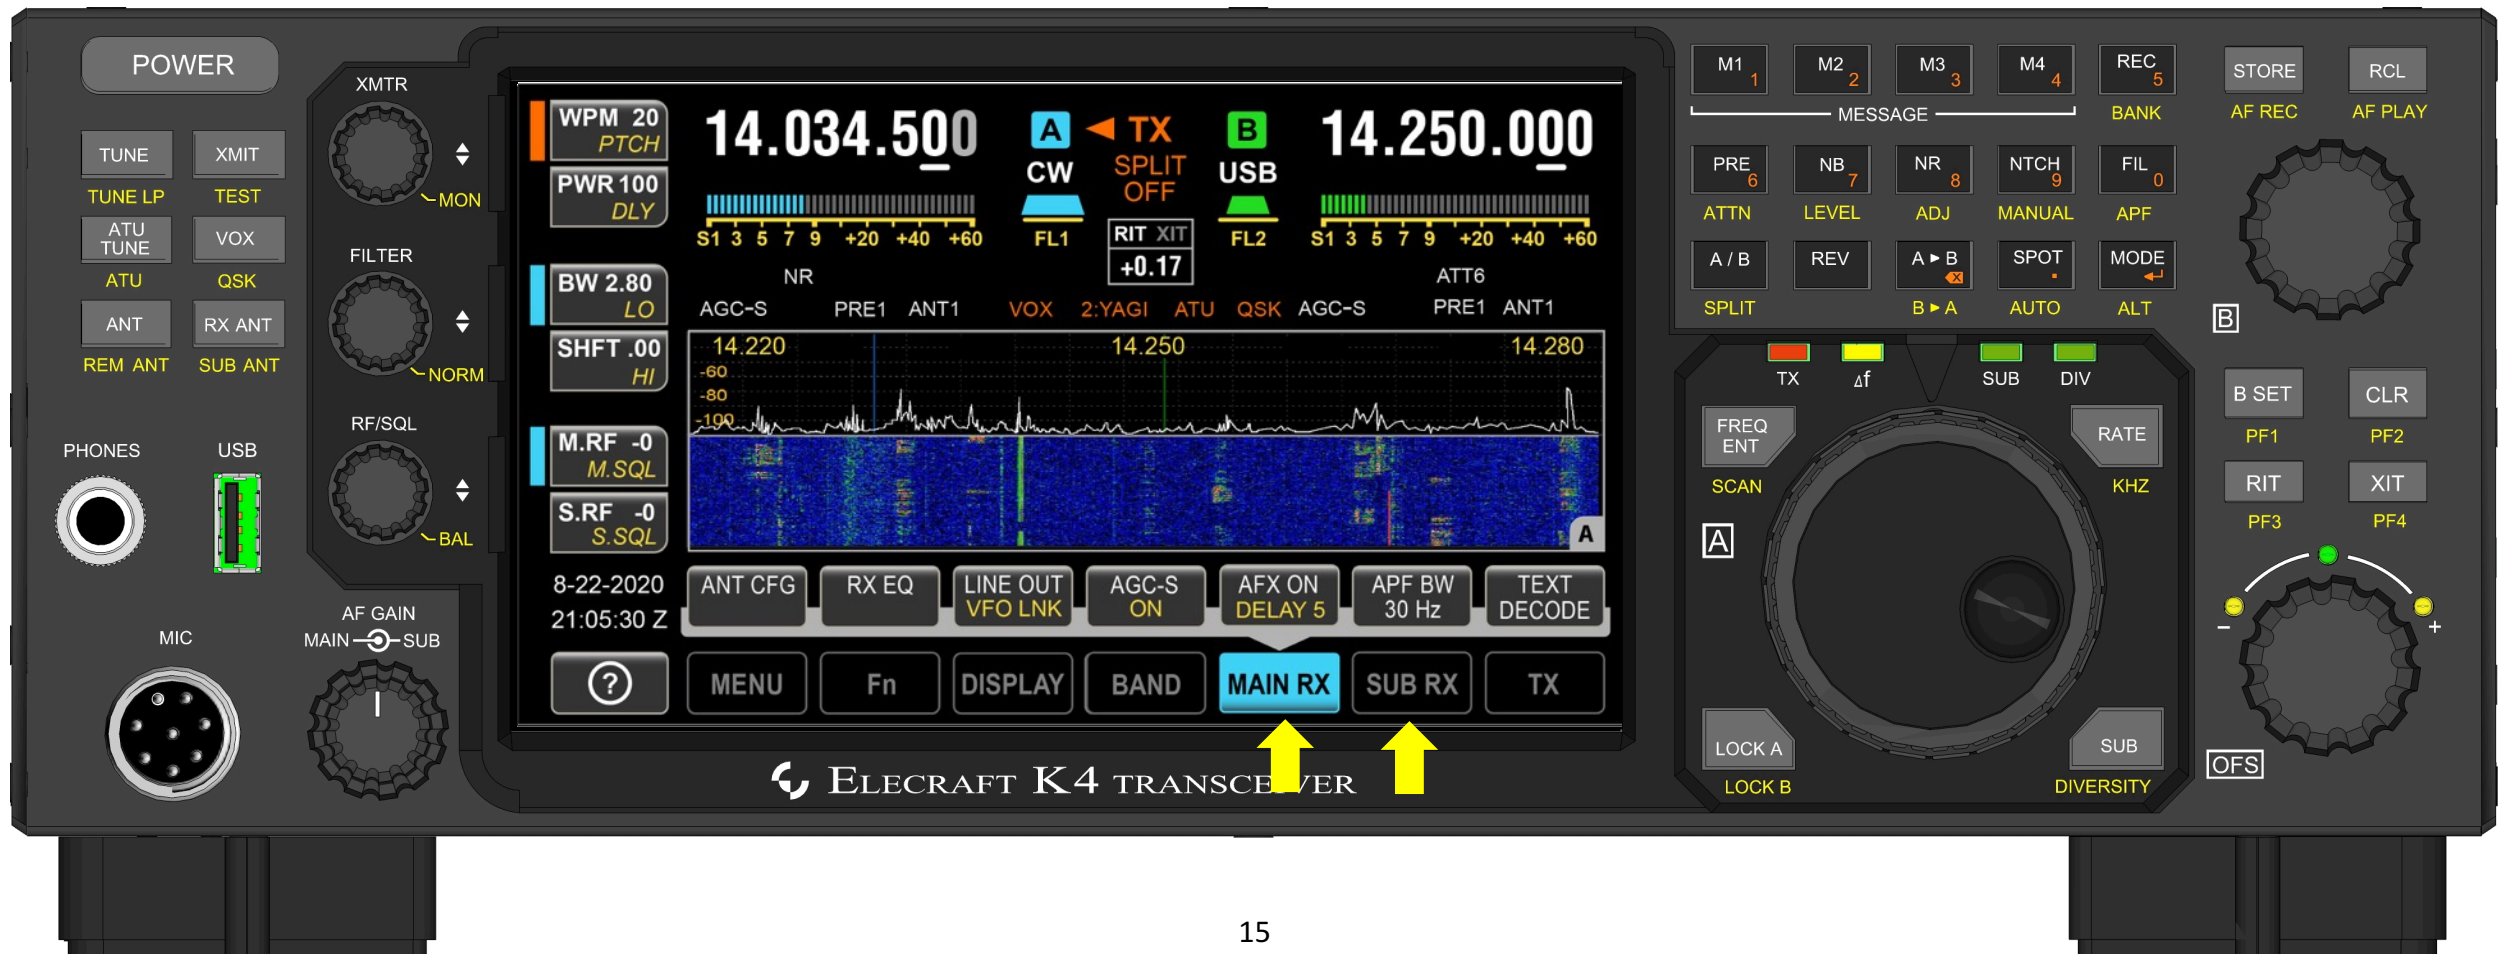 POWER
TUNE XMIT
TUNE LP TEST
ATU TUNE VOX
ATU QSK
ANT RX ANT
REM ANT SUB ANT
PHONES USB
MIC
XMTR
MON
FILTER
NORM
RF/SQL
BAL
AF GAIN
MAIN SUB
WPM 20
PTCH
PWR 100
DLY
BW 2.80
LO
SHFT .00
HI
M.RF -0
M.SQL
S.RF -0
S.SQL
8-22-2020
21:05:30 Z
14.034.500 A TX B 14.250.000
CW SPLIT OFF USB
S1 3 5 7 9 +20 +40 +60 FL1 RIT XIT FL2 S1 3 5 7 9 +20 +40 +60
+0.17
NR ATT6
AGC-S PRE1 ANT1 VOX 2:YAGI ATU QSK AGC-S PRE1 ANT1
14.220 14.250 14.280
-60
-80
-100
A
ANT CFG RX EQ LINE OUT AGC-S AFX ON APF BW TEXT
VFO LNK ON DELAY 5 30 Hz DECODE
? MENU Fn DISPLAY BAND MAIN RX SUB RX TX
ELECRAFT K4 TRANSCEIVER
M1 1 M2 2 M3 3 M4 4 REC 5
MESSAGE BANK
PRE 6 NB 7 NR 8 NTCH 9 FIL 0
ATTN LEVEL ADJ MANUAL APF
A / B REV A ► B SPOT . MODE
SPLIT B ► A AUTO ALT
STORE RCL
AF REC AF PLAY
B
TX Δf SUB DIV
FREQ ENT RATE
SCAN KHZ
A
LOCK A SUB
LOCK B DIVERSITY
B SET CLR
PF1 PF2
RIT XIT
PF3 PF4
- +
OFS
15